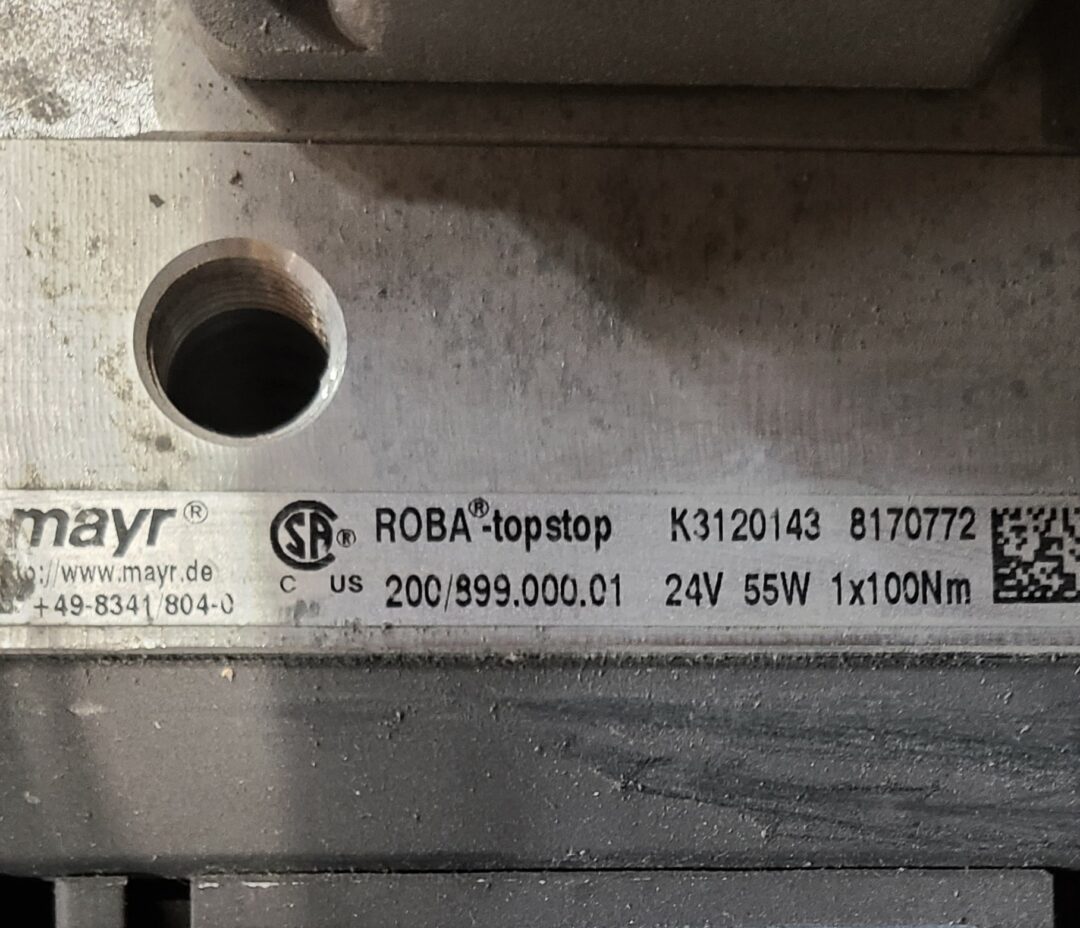 mayr®
p://www.mayr.de
+49-8341/804-0
SA®
C US
ROBA®-topstop K3120143 8170772
200/899.000.01 24V 55W 1x100Nm